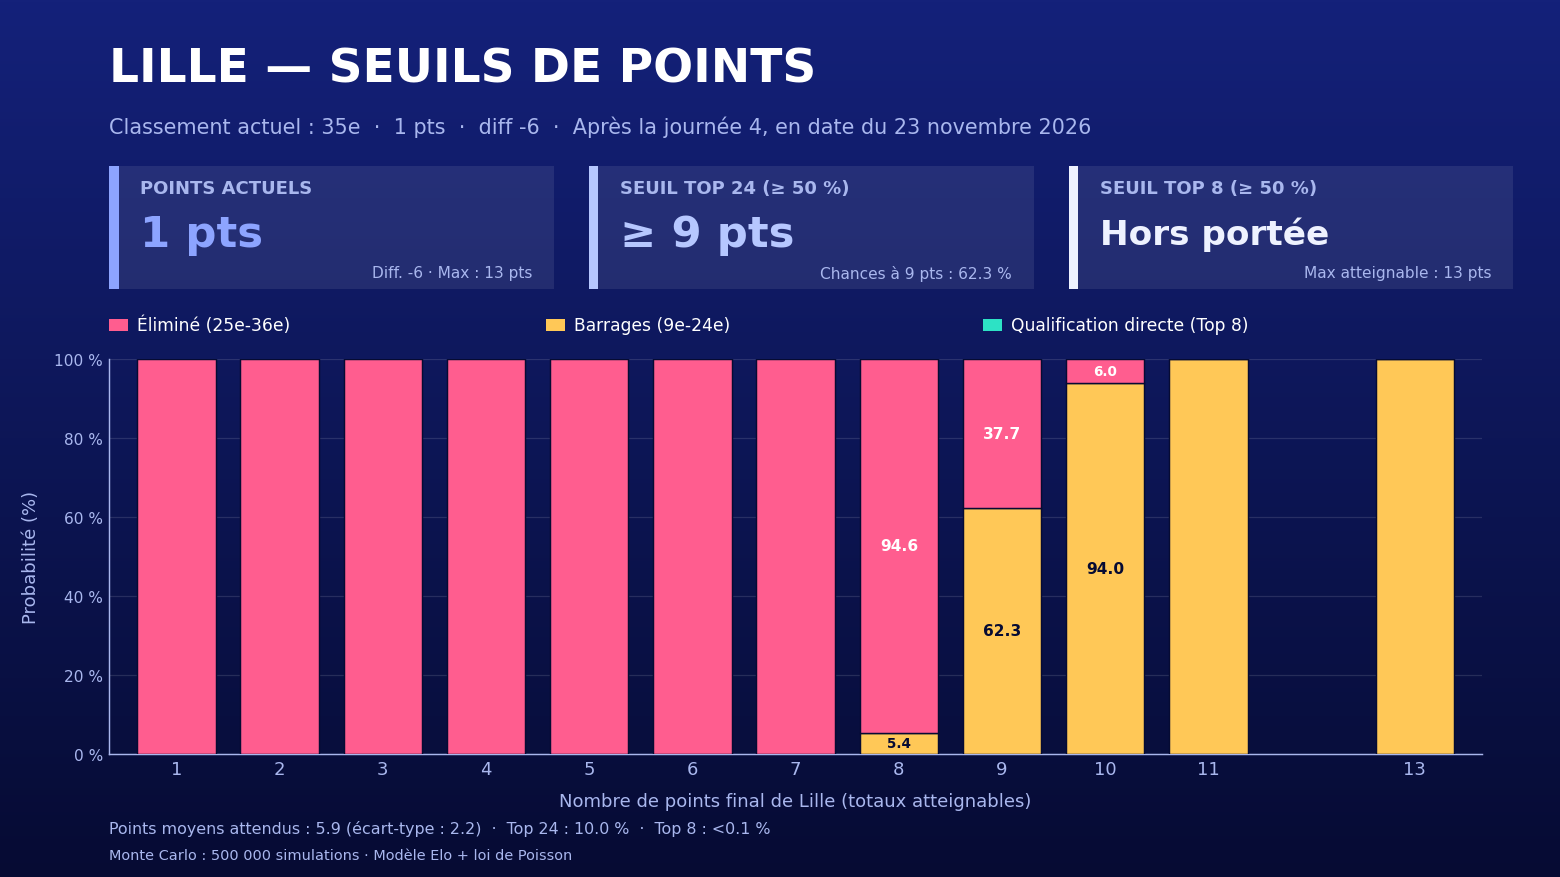 LILLE — SEUILS DE POINTS
Classement actuel : 35e · 1 pts · diff -6 · Après la journée 4, en date du 23 novembre 2026
POINTS ACTUELS
1 pts
Diff. -6 · Max : 13 pts
SEUIL TOP 24 (≥ 50 %)
≥ 9 pts
Chances à 9 pts : 62.3 %
SEUIL TOP 8 (≥ 50 %)
Hors portée
Max atteignable : 13 pts
Éliminé (25e-36e)
Barrages (9e-24e)
Qualification directe (Top 8)
Probabilité (%)
100 %
80 %
60 %
40 %
20 %
0 %
94.6
5.4
37.7
62.3
6.0
94.0
1 2 3 4 5 6 7 8 9 10 11 13
Nombre de points final de Lille (totaux atteignables)
Points moyens attendus : 5.9 (écart-type : 2.2) · Top 24 : 10.0 % · Top 8 : <0.1 %
Monte Carlo : 500 000 simulations · Modèle Elo + loi de Poisson